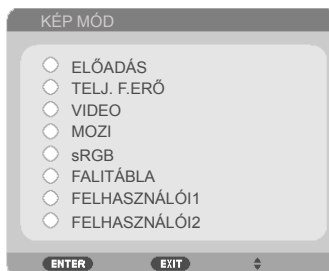 KÉP MÓD
ELŐADÁS
TELJ. F.ERŐ
VIDEO
MOZI
sRGB
FALITÁBLA
FELHASZNÁLÓI1
FELHASZNÁLÓI2
ENTER EXIT